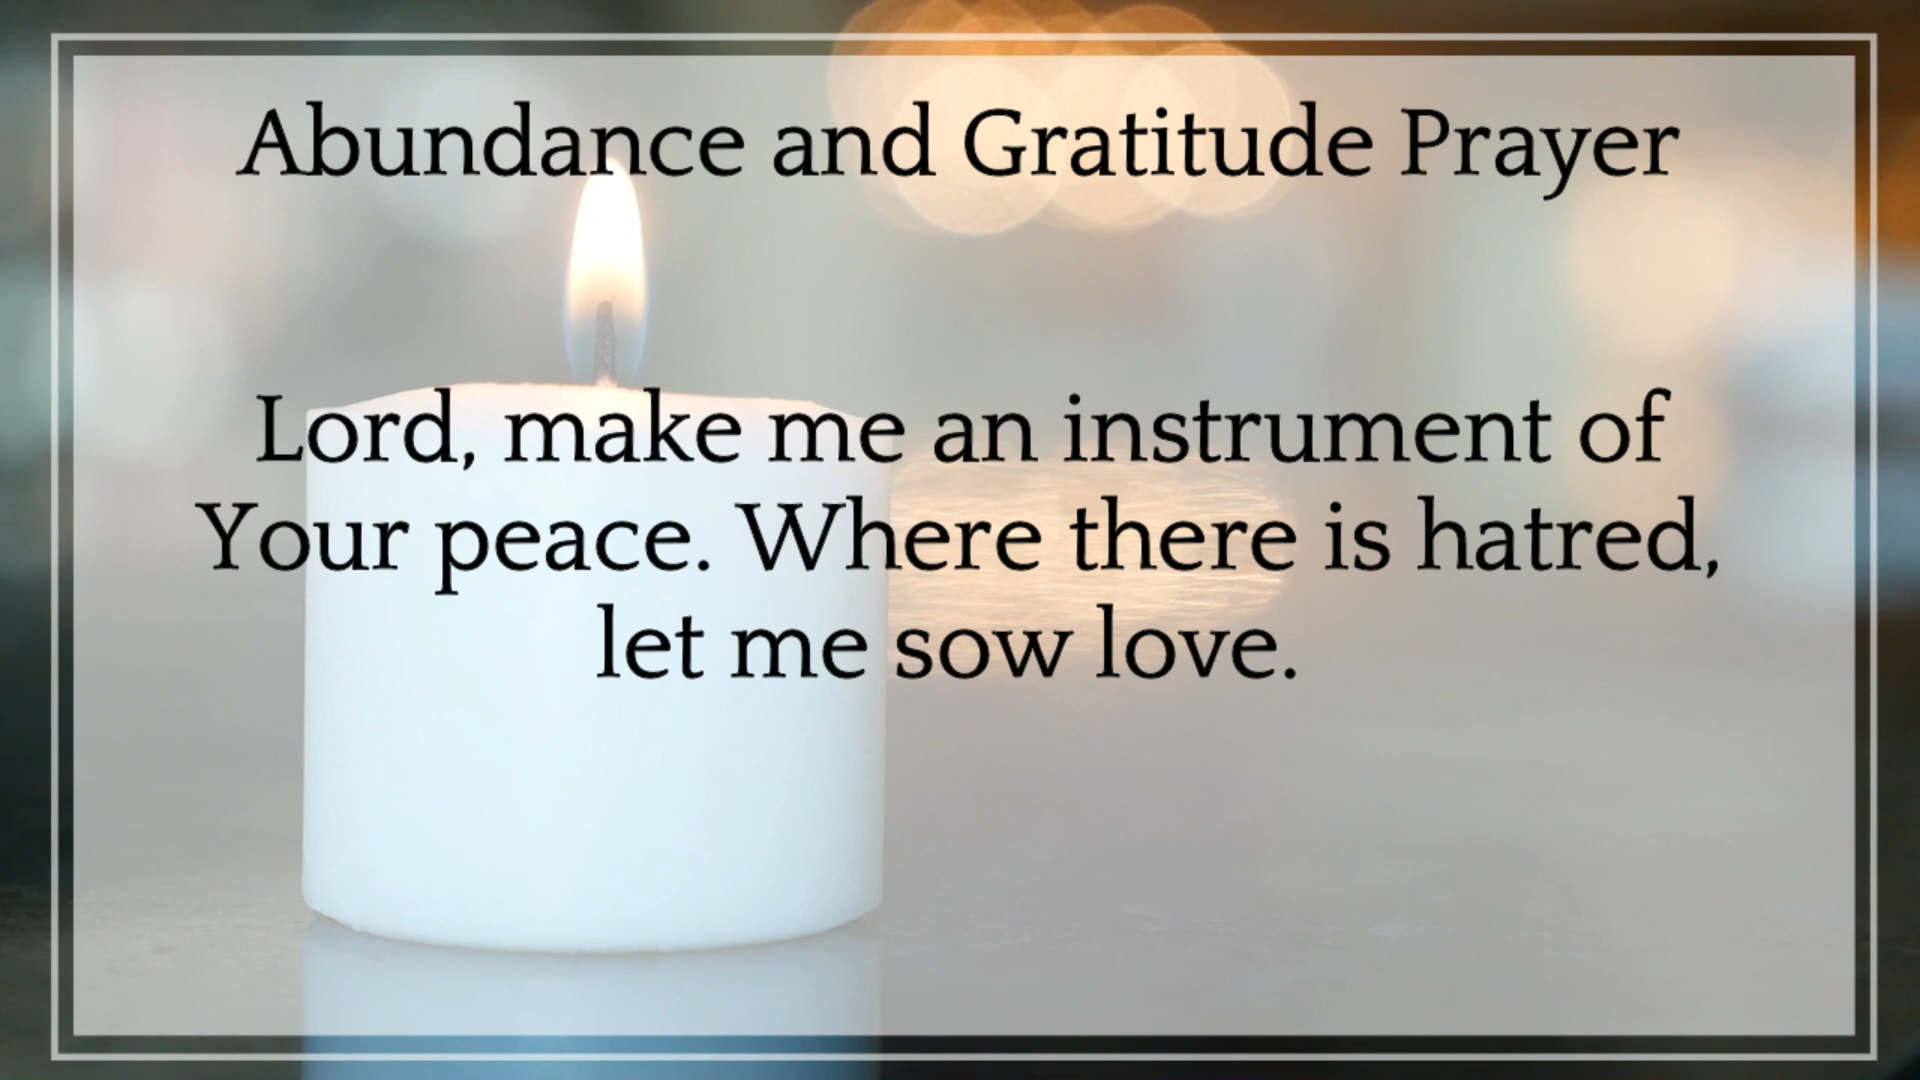 Abundance and Gratitude Prayer
Lord, make me an instrument of
Your peace. Where there is hatred,
let me sow love.